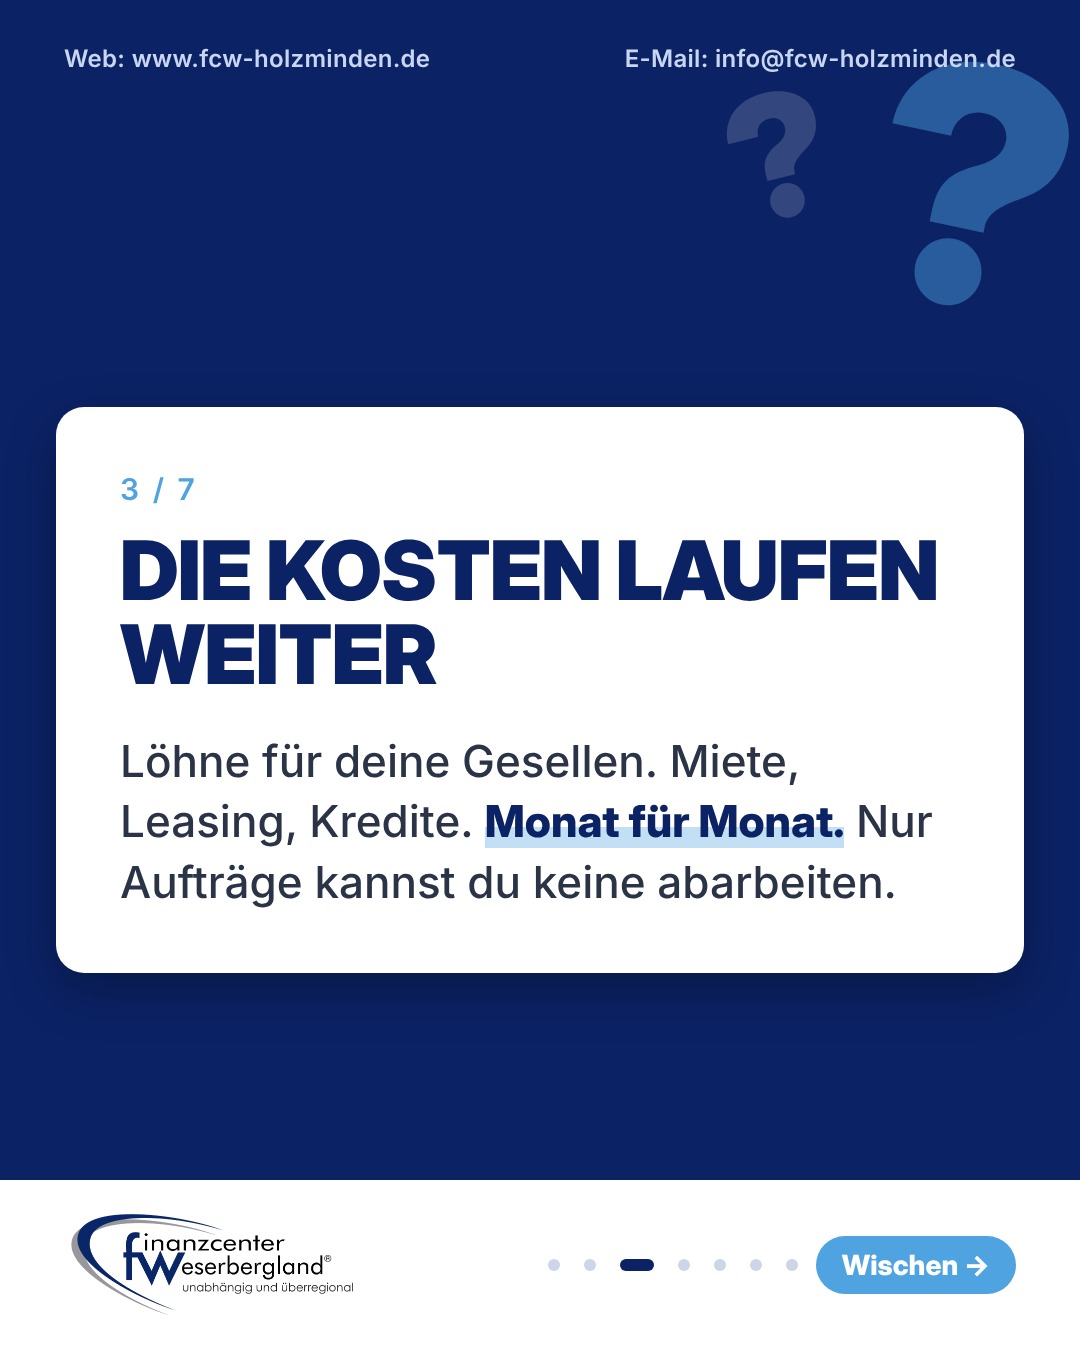 Web: www.fcw-holzminden.de
E-Mail: info@fcw-holzminden.de
? ?
3 / 7
DIE KOSTEN LAUFEN
WEITER
Löhne für deine Gesellen. Miete,
Leasing, Kredite. Monat für Monat. Nur
Aufträge kannst du keine abarbeiten.
finanzcenter
fWeserbergland®
unabhängig und überregional
Wischen →